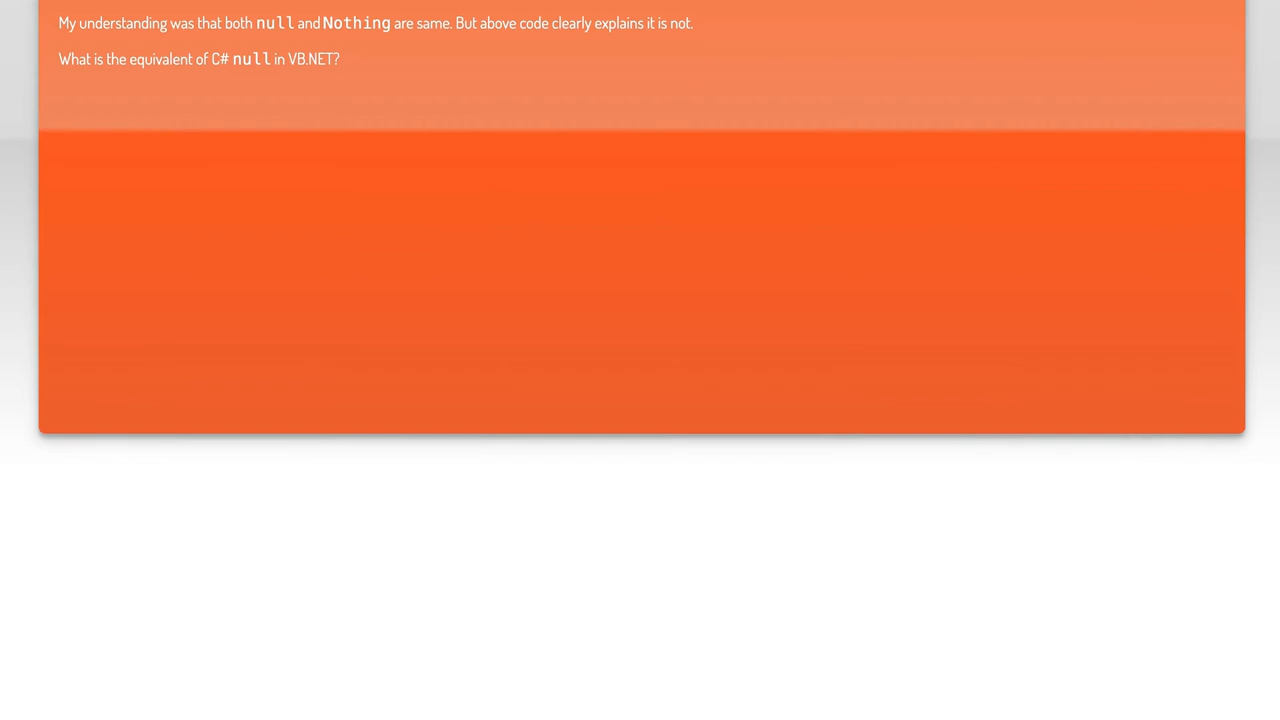 My understanding was that both null and Nothing are same. But above code clearly explains it is not.
What is the equivalent of C# null in VB.NET?